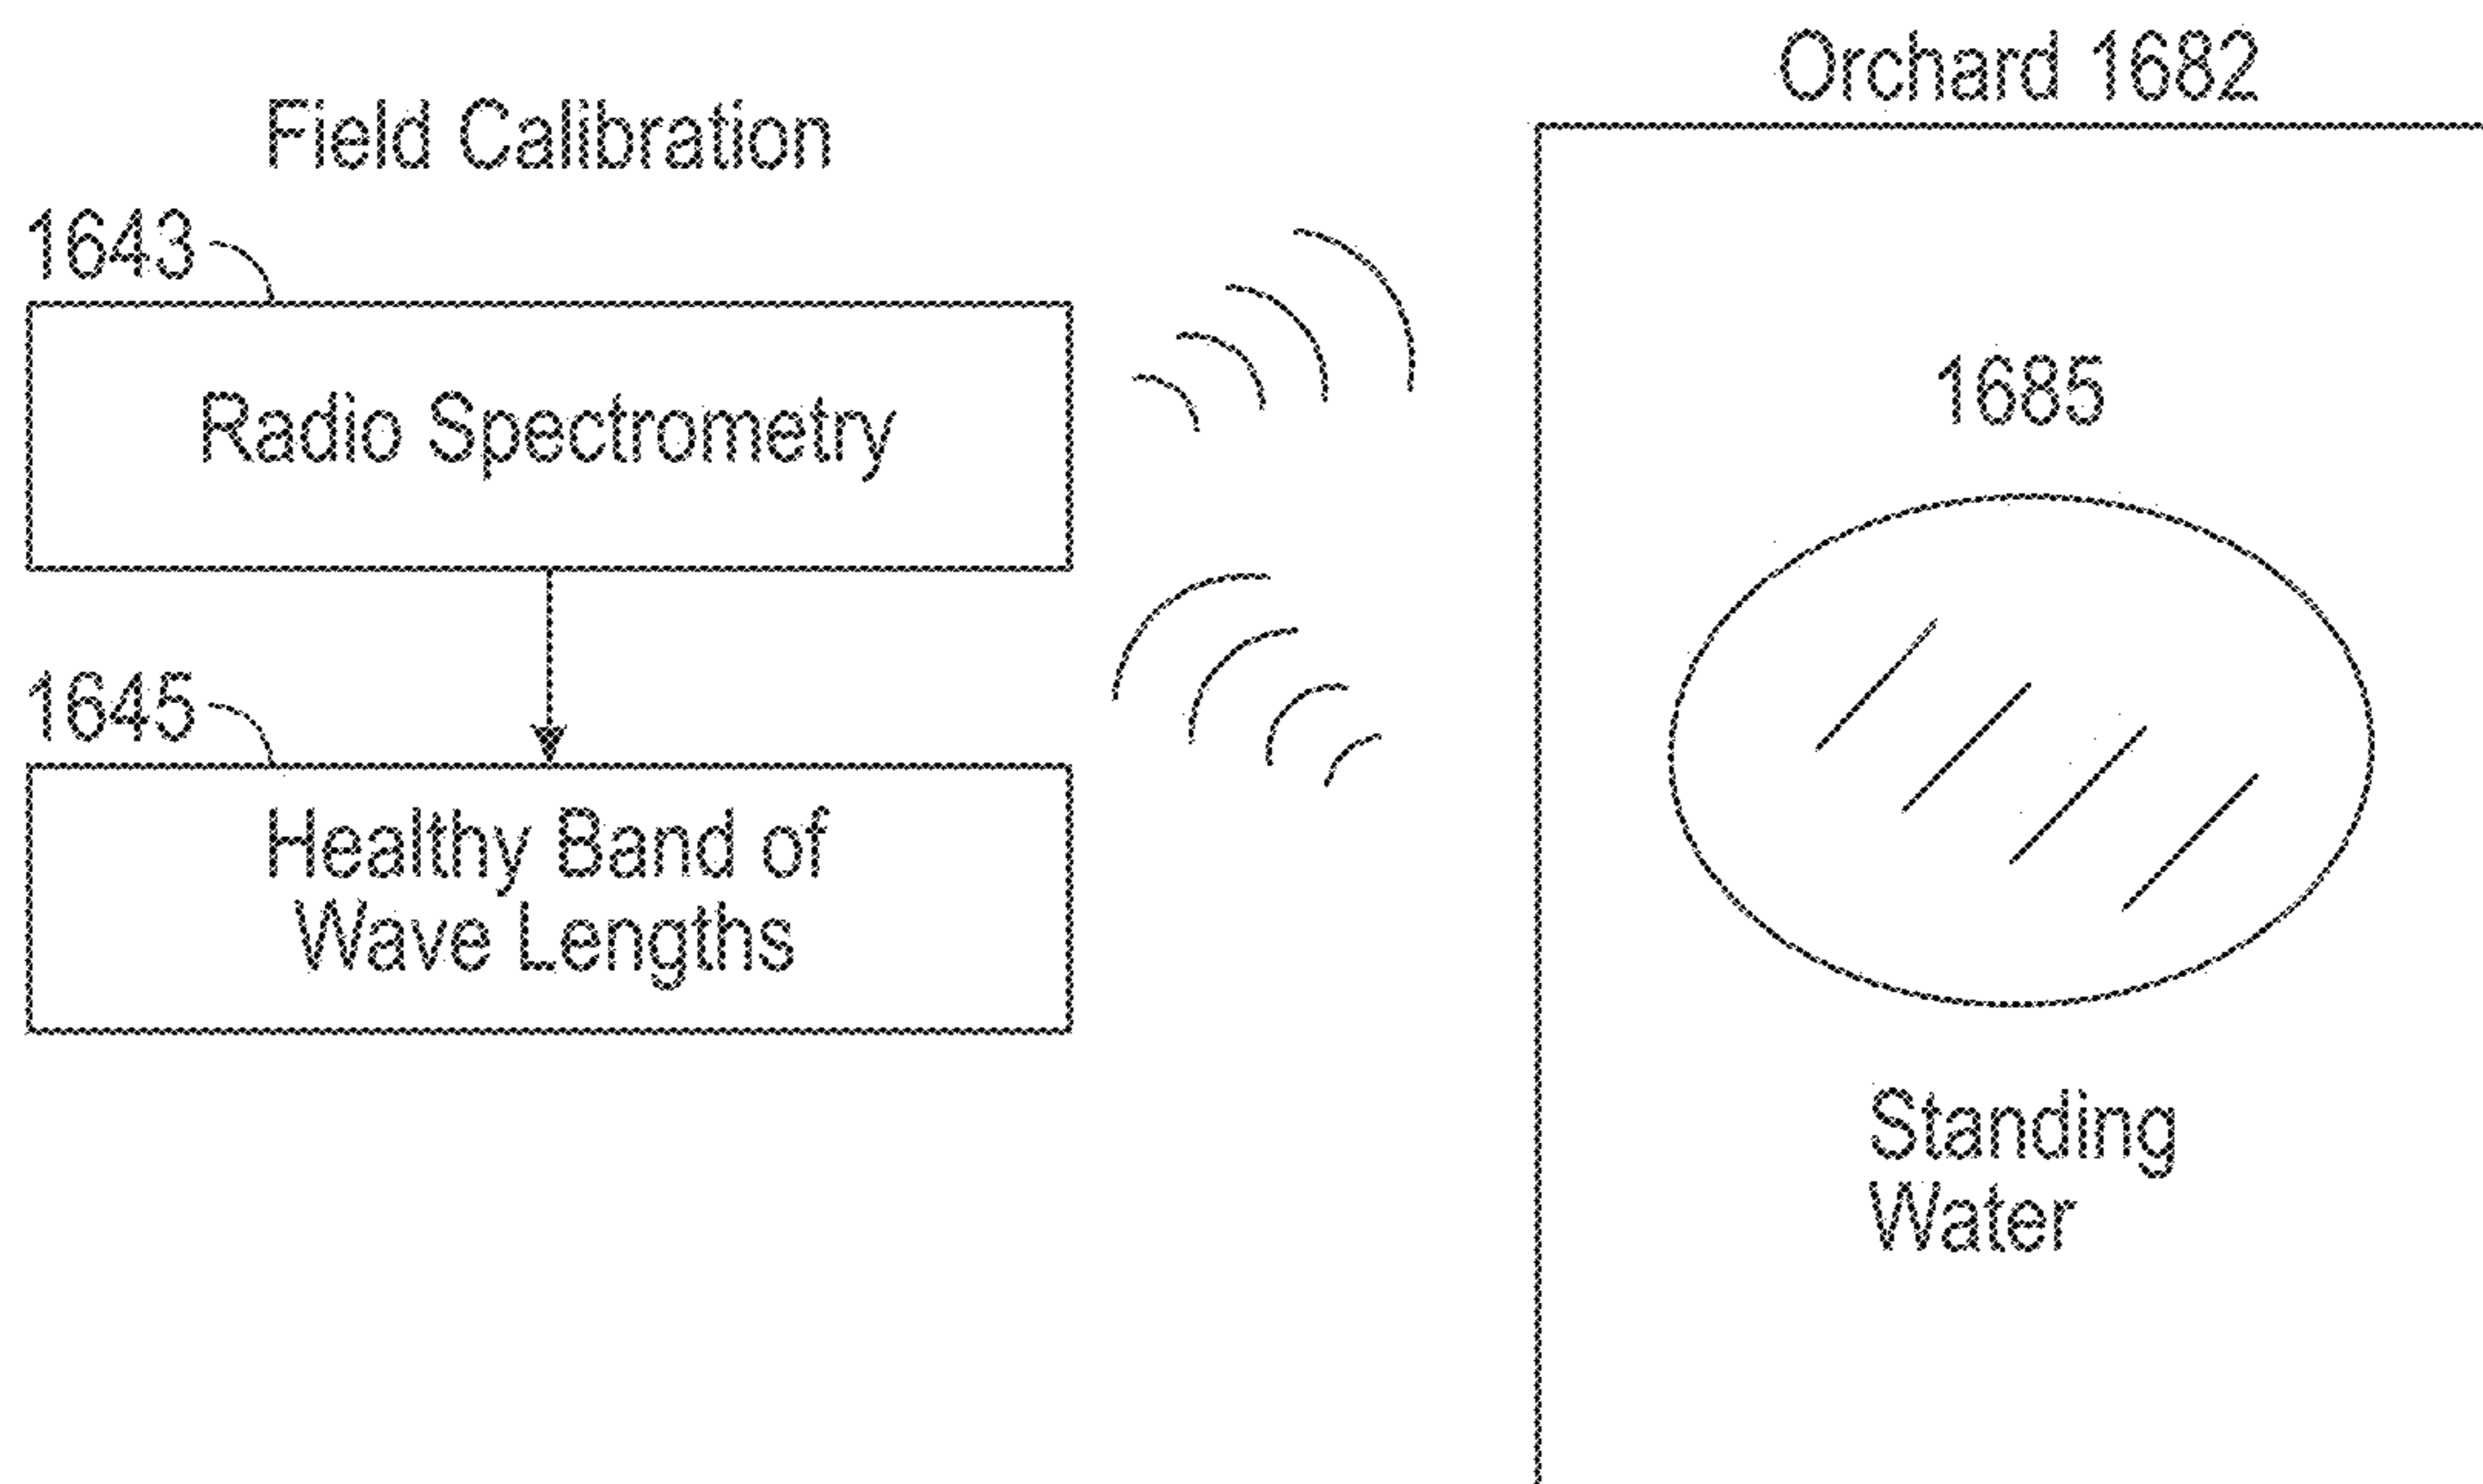 Field Calibration
1643
Radio Spectrometry
1645
Healthy Band of
Wave Lengths
Orchard 1682
1685
Standing
Water